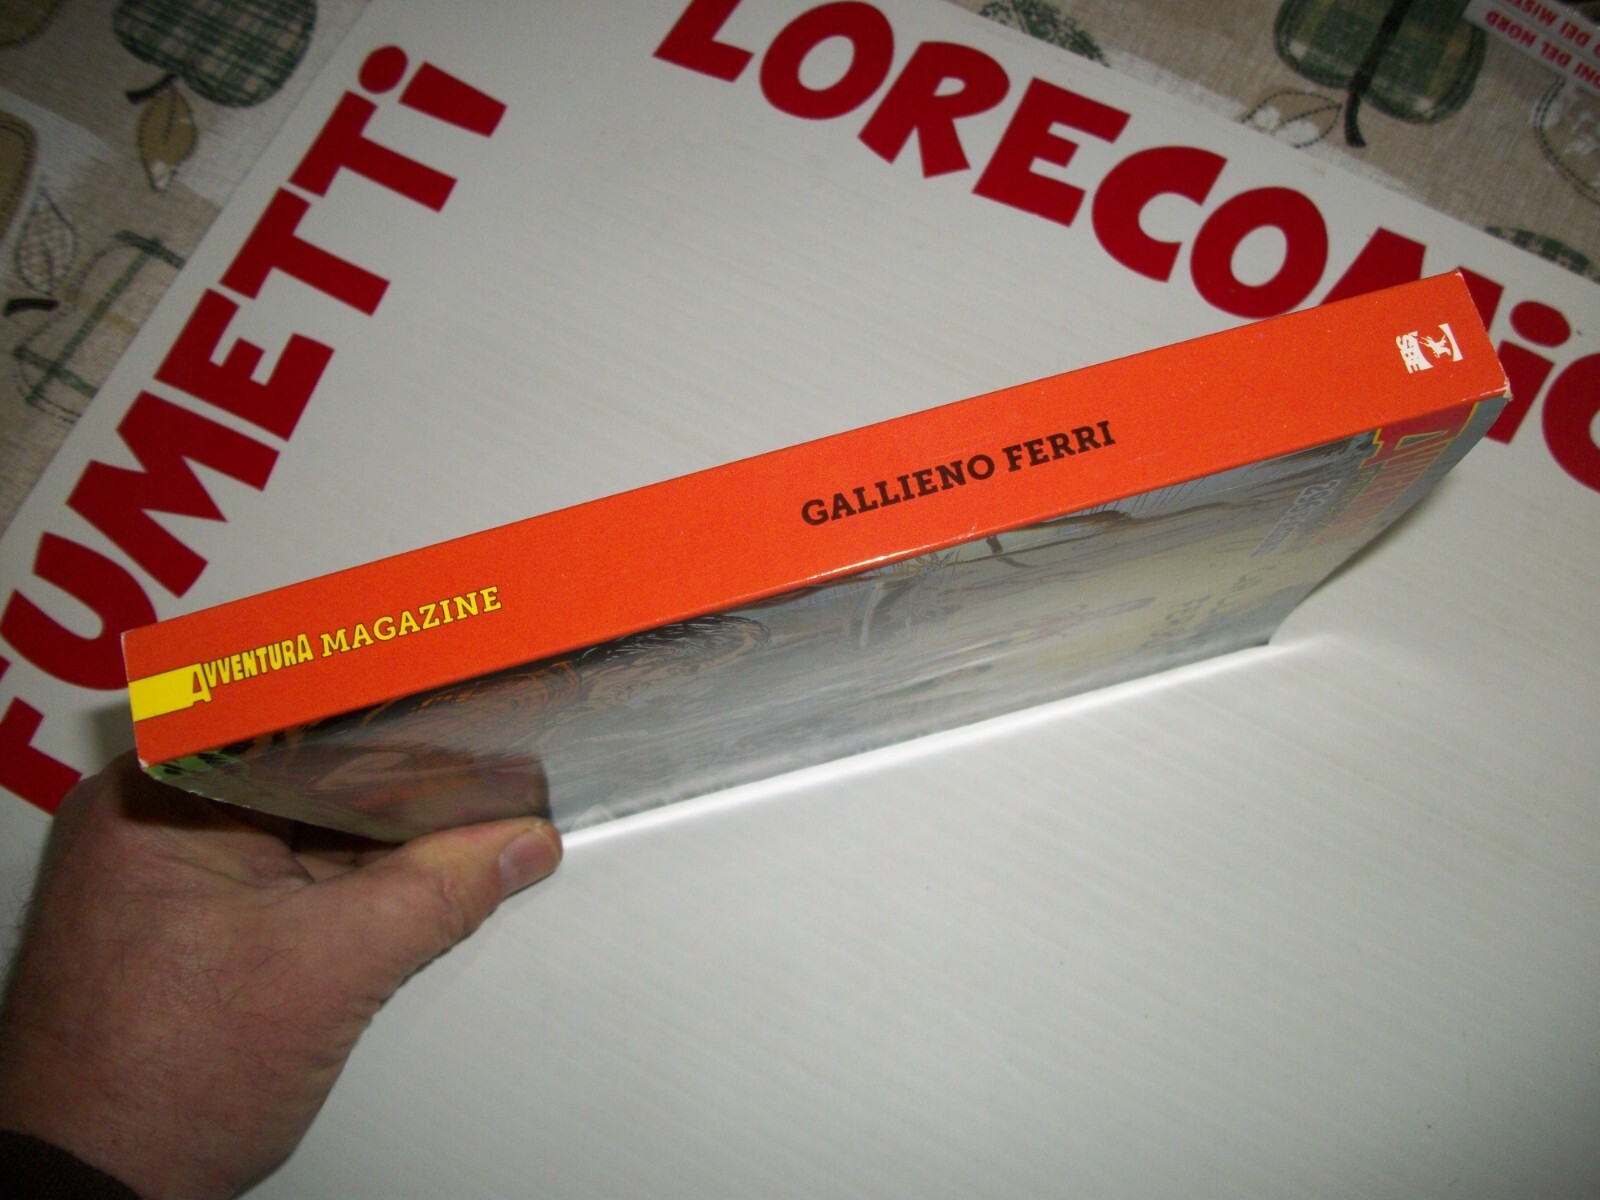 LORECOMIC
FUMETTI
AVVENTURA MAGAZINE
GALLIENO FERRI
SBE